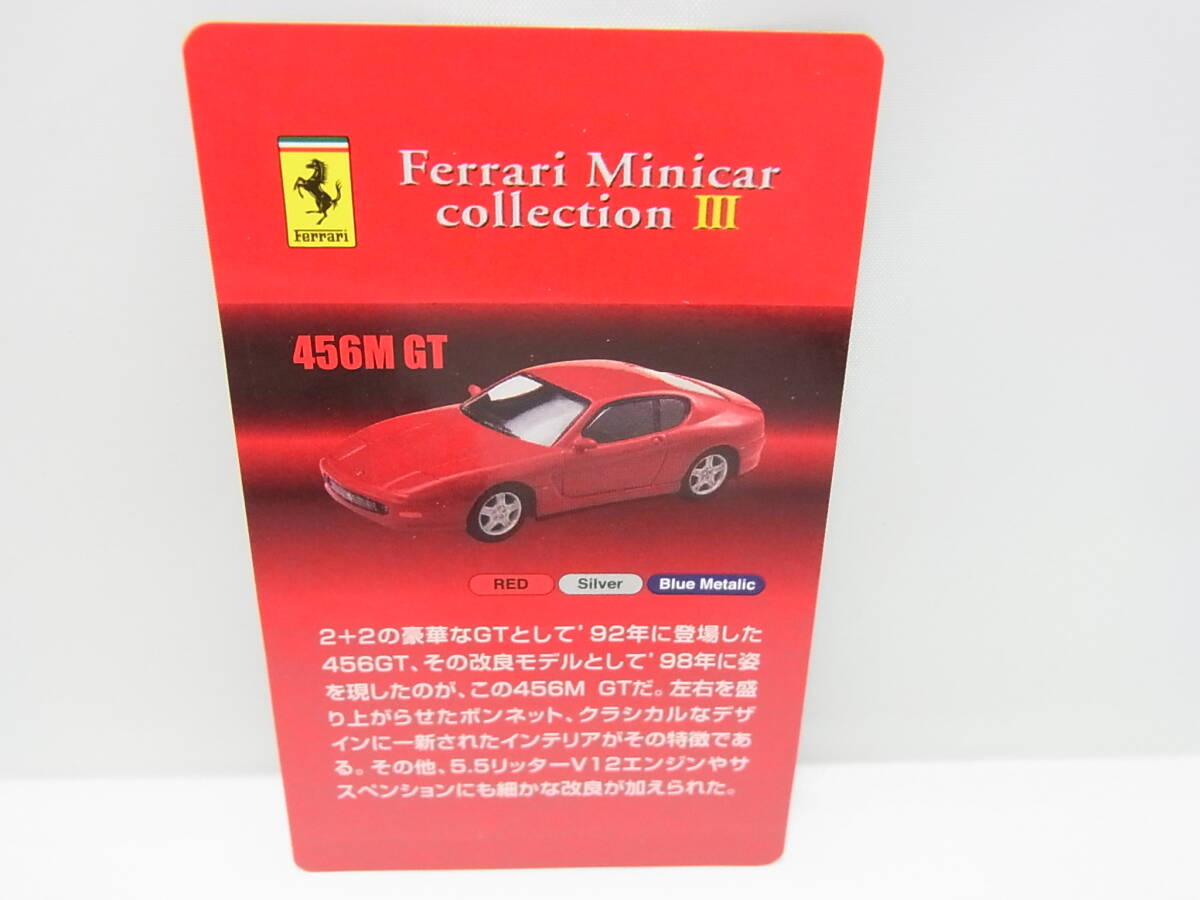 Ferrari
Ferrari Minicar
collection III
456M GT
RED Silver Blue Metalic
2+2の豪華なGTとして'92年に登場した
456GT、その改良モデルとして'98年に姿
を現したのが、この456M GTだ。左右を盛
り上がらせたボンネット、クラシカルなデザ
インに一新されたインテリアがその特徴であ
る。その他、5.5リッターV12エンジンやサ
スペンションにも細かな改良が加えられた。